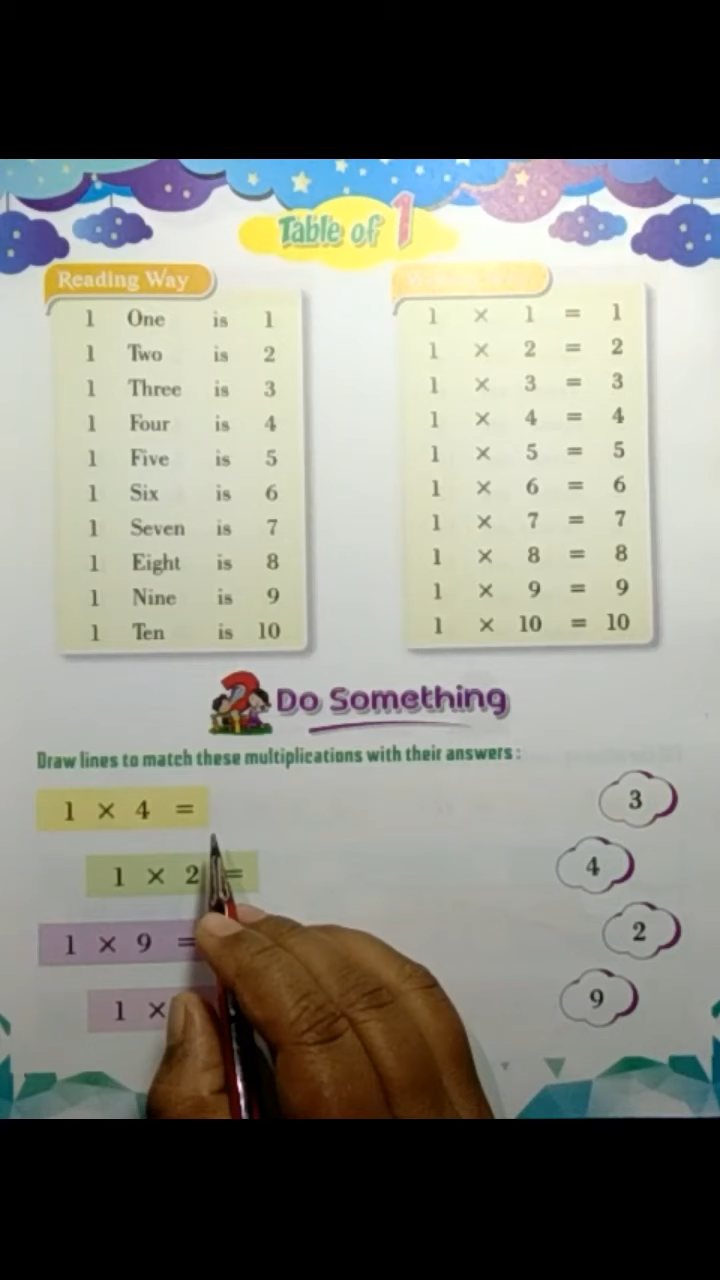 Table of 1
Reading Way
1 One is 1
1 Two is 2
1 Three is 3
1 Four is 4
1 Five is 5
1 Six is 6
1 Seven is 7
1 Eight is 8
1 Nine is 9
1 Ten is 10
1 × 1 = 1
1 × 2 = 2
1 × 3 = 3
1 × 4 = 4
1 × 5 = 5
1 × 6 = 6
1 × 7 = 7
1 × 8 = 8
1 × 9 = 9
1 × 10 = 10
Do Something
Draw lines to match these multiplications with their answers :
1 × 4 =
3
1 × 2 =
4
1 × 9 =
2
1 ×
9